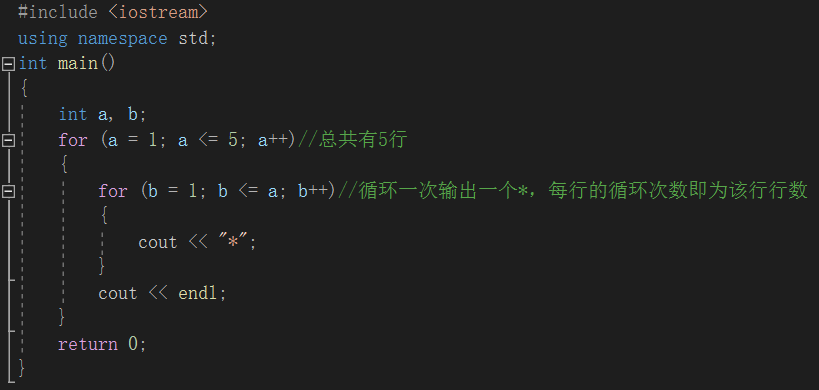 #include <iostream>
using namespace std;
int main()
{
    int a, b;
    for (a = 1; a <= 5; a++)//总共有5行
    {
        for (b = 1; b <= a; b++)//循环一次输出一个*，每行的循环次数即为该行行数
        {
            cout << "*";
        }
        cout << endl;
    }
    return 0;
}